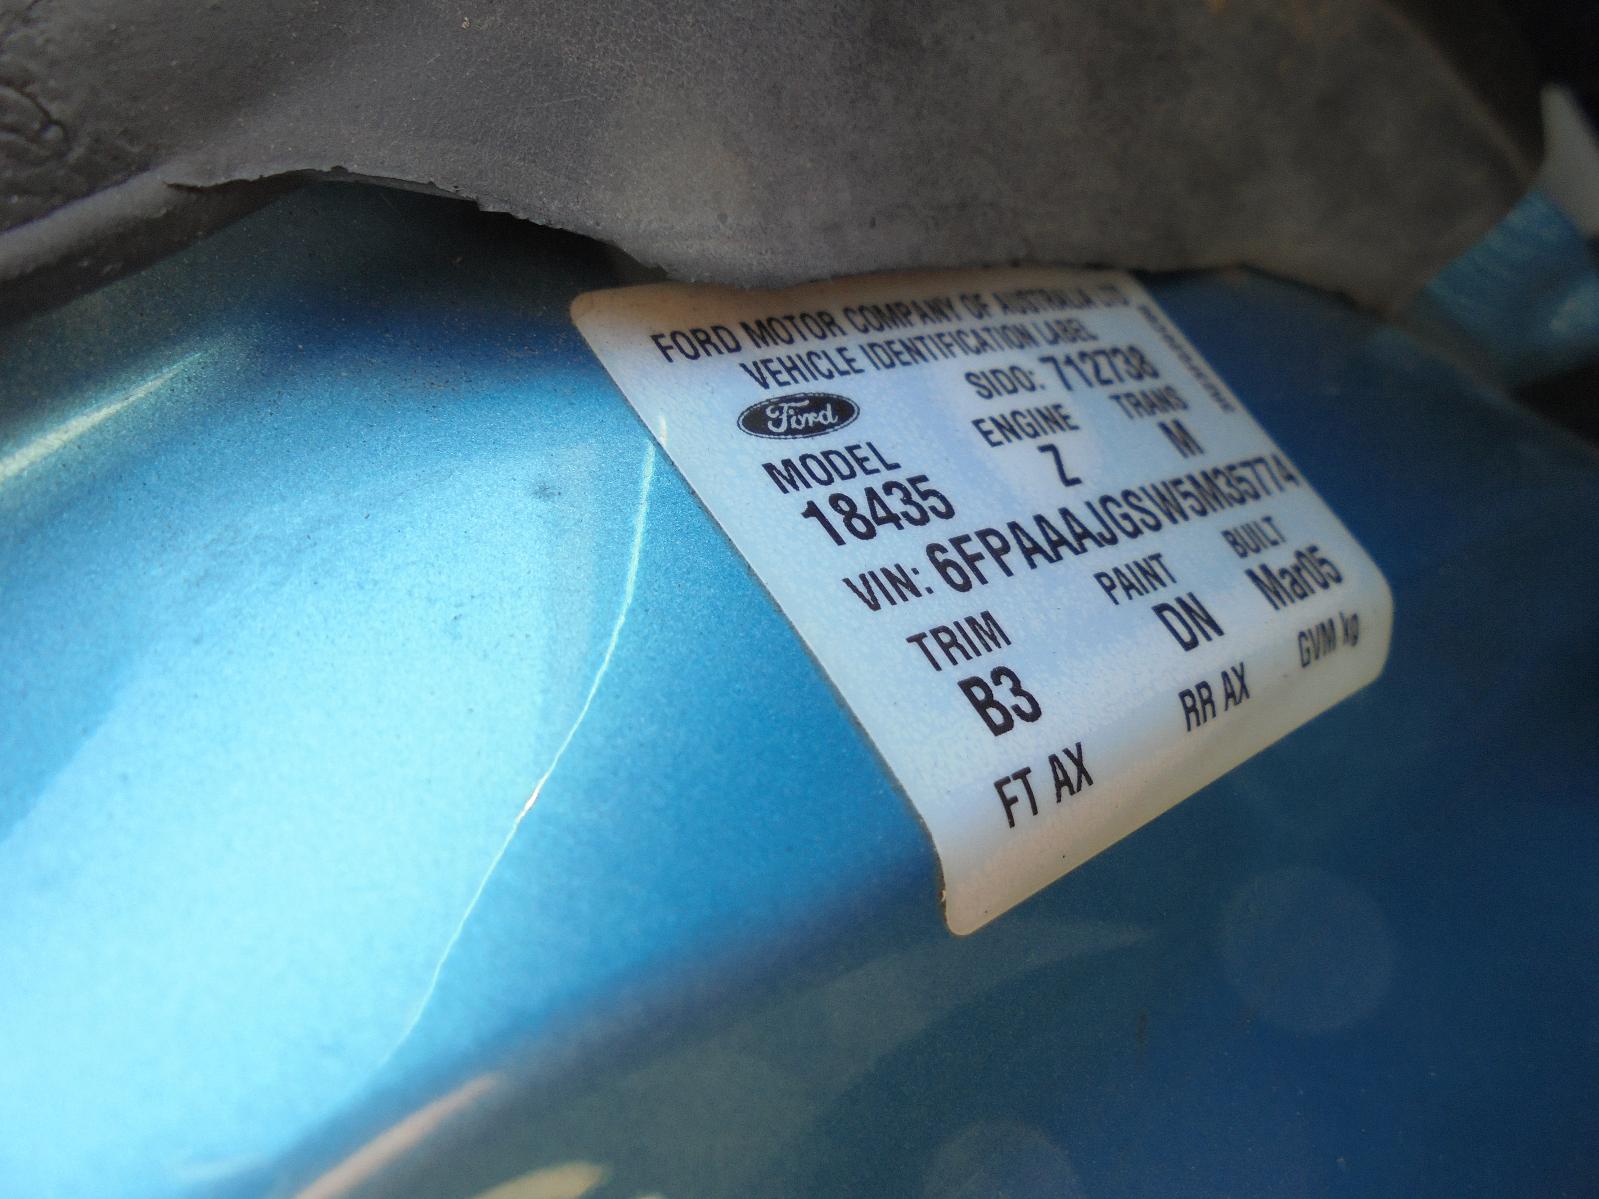 FORD MOTOR COMPANY OF AUSTRALIA LTD
VEHICLE IDENTIFICATION LABEL
Ford
SIDO: 712738
MODEL ENGINE TRANS
18435 Z M
VIN: 6FPAAAJGSW5M35774
TRIM PAINT BUILT
B3 DN Mar05
FT AX RR AX GVM kg